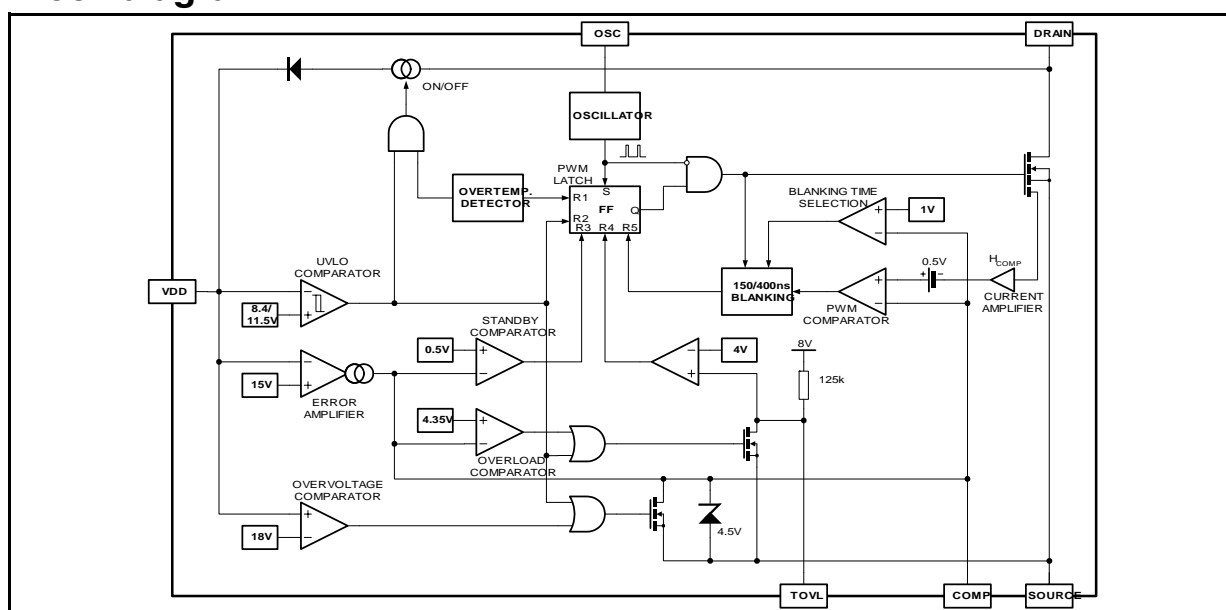 OSC
DRAIN
ON/OFF
OSCILLATOR
PWM
LATCH
OVERTEMP.
DETECTOR
S
R1
FF
Q
R2
R3 R4 R5
BLANKING TIME
SELECTION
+
1V
-
UVLO
COMPARATOR
VDD
-
8.4/
11.5V
+
150/400ns
BLANKING
0.5V
+ -
HCOMP
+
-
PWM
COMPARATOR
CURRENT
AMPLIFIER
STANDBY
COMPARATOR
0.5V
+
-
-
4V
+
8V
125k
-
15V
+
ERROR
AMPLIFIER
4.35V
+
-
OVERLOAD
COMPARATOR
OVERVOLTAGE
COMPARATOR
+
18V
-
4.5V
TOVL
COMP
SOURCE